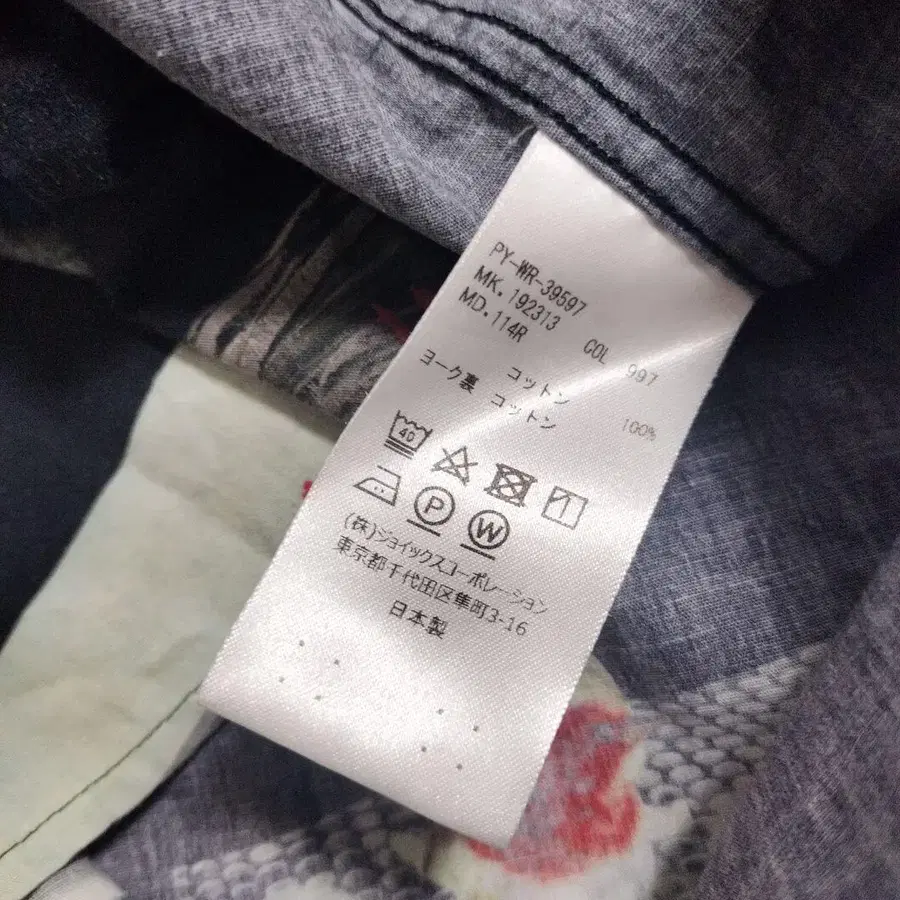 PY-WR-39597
MK. 192313
MD. 114R COL 997
コットン
ヨーク裏 コットン 100%
40
P W
(株)ジョイックスコーポレーション
東京都千代田区隼町3-16
日本製